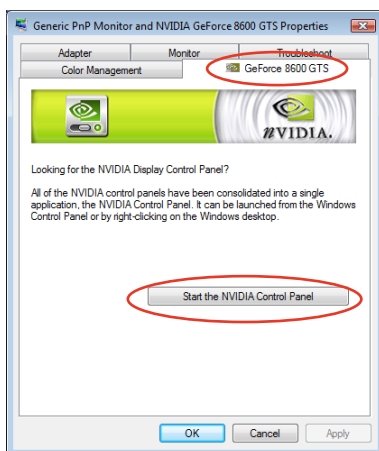 Generic PnP Monitor and NVIDIA GeForce 8600 GTS Properties
Adapter Monitor Troubleshoot
Color Management GeForce 8600 GTS
NVIDIA.
Looking for the NVIDIA Display Control Panel?
All of the NVIDIA control panels have been consolidated into a single
application, the NVIDIA Control Panel. It can be launched from the Windows
Control Panel or by right-clicking on the Windows desktop.
Start the NVIDIA Control Panel
OK Cancel Apply